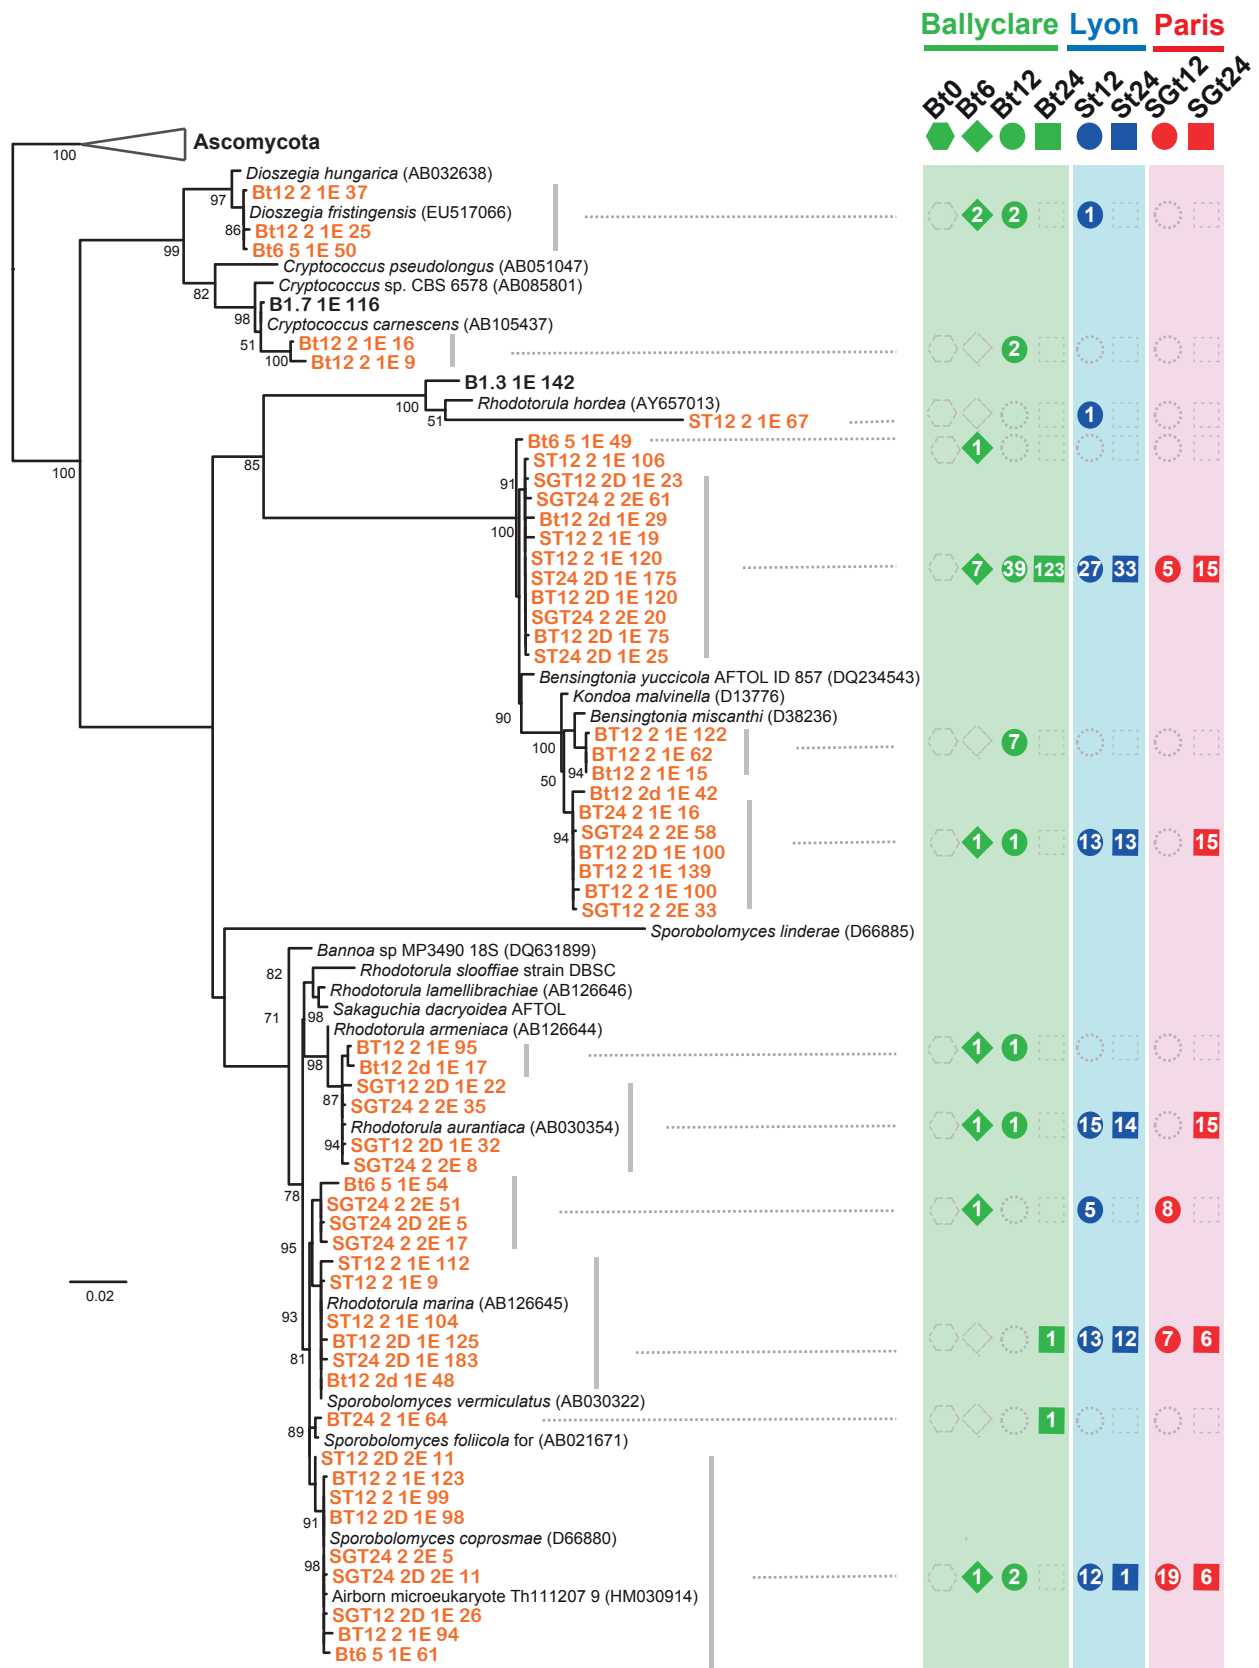 Ballyclare Lyon Paris
Bt0 Bt6 Bt12 Bt24 St12 St24 SGt12 SGt24
100 Ascomycota
Dioszegia hungarica (AB032638)
97 Bt12 2 1E 37
Dioszegia fristingensis (EU517066) 2 2 1
86 Bt12 2 1E 25
99 Bt6 5 1E 50
Cryptococcus pseudolongus (AB051047)
82 Cryptococcus sp. CBS 6578 (AB085801)
B1.7 1E 116
98 Cryptococcus carnescens (AB105437)
51 Bt12 2 1E 16 2
100 Bt12 2 1E 9
B1.3 1E 142
100 Rhodotorula hordea (AY657013)
51 ST12 2 1E 67 1
Bt6 5 1E 49 1
100 85 ST12 2 1E 106
91 SGT12 2D 1E 23
SGT24 2 2E 61
Bt12 2d 1E 29
100 ST12 2 1E 19
ST12 2 1E 120 7 39 123 27 33 5 15
ST24 2D 1E 175
BT12 2D 1E 120
SGT24 2 2E 20
BT12 2D 1E 75
ST24 2D 1E 25
Bensingtonia yuccicola AFTOL ID 857 (DQ234543)
Kondoa malvinella (D13776)
90 Bensingtonia miscanthi (D38236)
BT12 2 1E 122
100 BT12 2 1E 62 7
50 94 Bt12 2 1E 15
Bt12 2d 1E 42
BT24 2 1E 16
94 SGT24 2 2E 58
BT12 2D 1E 100 1 1 13 13 15
BT12 2 1E 139
BT12 2 1E 100
SGT12 2 2E 33
Sporobolomyces linderae (D66885)
Bannoa sp MP3490 18S (DQ631899)
82 Rhodotorula slooffiae strain DBSC
Rhodotorula lamellibrachiae (AB126646)
71 98 Sakaguchia dacryoidea AFTOL
Rhodotorula armeniaca (AB126644)
BT12 2 1E 95 1 1
98 Bt12 2d 1E 17
SGT12 2D 1E 22
87 SGT24 2 2E 35
Rhodotorula aurantiaca (AB030354) 1 1 15 14 15
94 SGT12 2D 1E 32
SGT24 2 2E 8
78 Bt6 5 1E 54
SGT24 2 2E 51 1 5 8
SGT24 2D 2E 5
95 SGT24 2 2E 17
ST12 2 1E 112
ST12 2 1E 9
0.02
Rhodotorula marina (AB126645)
93 ST12 2 1E 104
BT12 2D 1E 125 1 13 12 7 6
81 ST24 2D 1E 183
Bt12 2d 1E 48
Sporobolomyces vermiculatus (AB030322)
BT24 2 1E 64 1
89 Sporobolomyces foliicola for (AB021671)
ST12 2D 2E 11
BT12 2 1E 123
ST12 2 1E 99
91 BT12 2D 1E 98
Sporobolomyces coprosmae (D66880)
98 SGT24 2 2E 5
SGT24 2D 2E 11 1 2 12 1 19 6
Airborn microeukaryote Th111207 9 (HM030914)
SGT12 2D 1E 26
BT12 2 1E 94
Bt6 5 1E 61